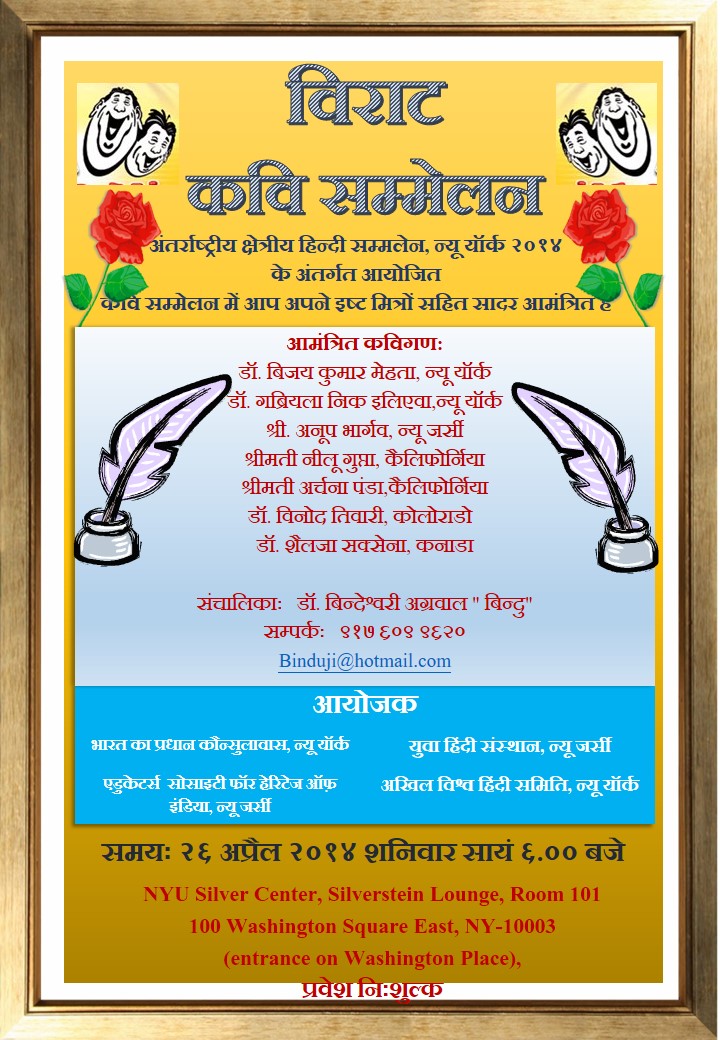 विराट
कवि सम्मेलन
अंतर्राष्ट्रीय क्षेत्रीय हिन्दी सम्मलेन, न्यू यॉर्क २०१४
के अंतर्गत आयोजित
कवि सम्मेलन में आप अपने इष्ट मित्रों सहित सादर आमंत्रित हैं
आमंत्रित कविगण:
डॉ. बिजय कुमार मेहता, न्यू यॉर्क
डॉ. गब्रियला निक इलिएवा,न्यू यॉर्क
श्री. अनूप भार्गव, न्यू जर्सी
श्रीमती नीलू गुप्ता, कैलिफोर्निया
श्रीमती अर्चना पंडा,कैलिफोर्निया
डॉ. विनोद तिवारी, कोलोराडो
डॉ. शैलजा सक्सेना, कनाडा
संचालिका: डॉ. बिन्देश्वरी अग्रवाल " बिन्दु"
सम्पर्क: ९१७ ६०९ ९६२०
Binduji@hotmail.com
आयोजक
भारत का प्रधान कौन्सुलावास, न्यू यॉर्क
युवा हिंदी संस्थान, न्यू जर्सी
एडुकेटर्स सोसाइटी फॉर हेरिटेज ऑफ़
इंडिया, न्यू जर्सी
अखिल विश्व हिंदी समिति, न्यू यॉर्क
समय: २६ अप्रैल २०१४ शनिवार सायं ६.०० बजे
NYU Silver Center, Silverstein Lounge, Room 101
100 Washington Square East, NY-10003
(entrance on Washington Place),
प्रवेश नि:शुल्क